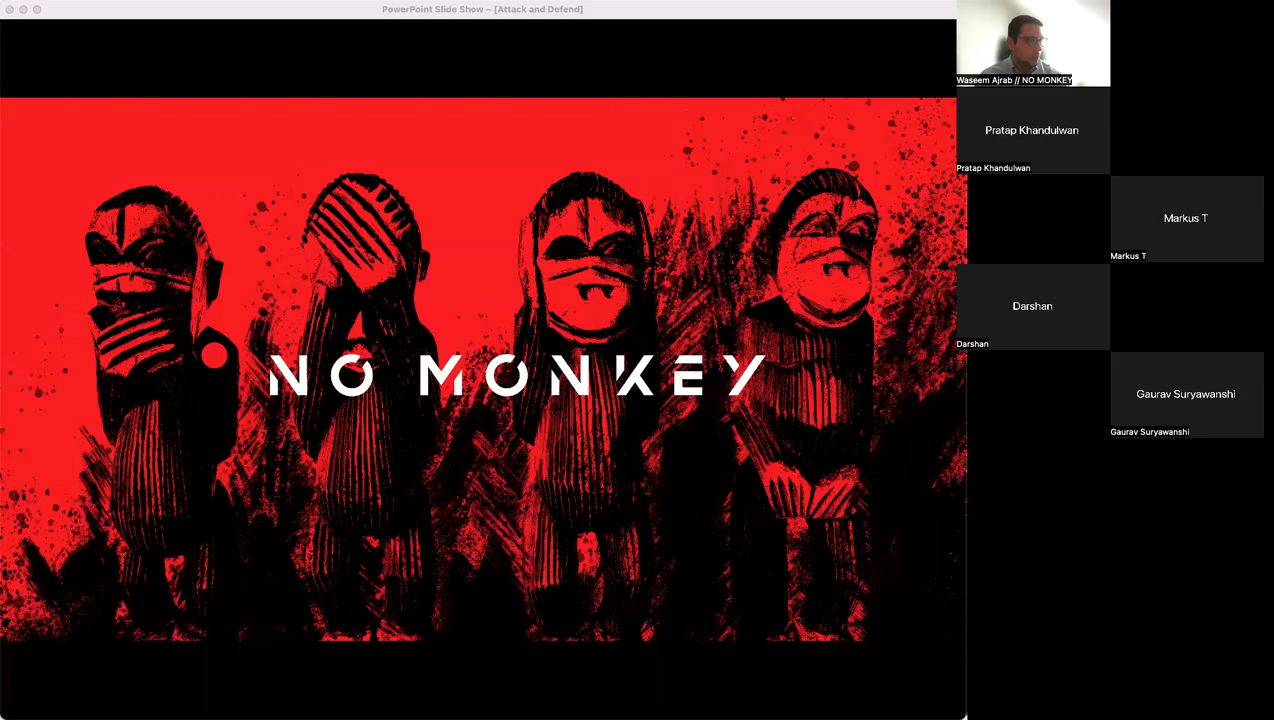 PowerPoint Slide Show – [Attack and Defend]
NO MONKEY
Waseem Ajrab // NO MONKEY
Pratap Khandulwan
Pratap Khandulwan
Markus T
Markus T
Darshan
Darshan
Gaurav Suryawanshi
Gaurav Suryawanshi